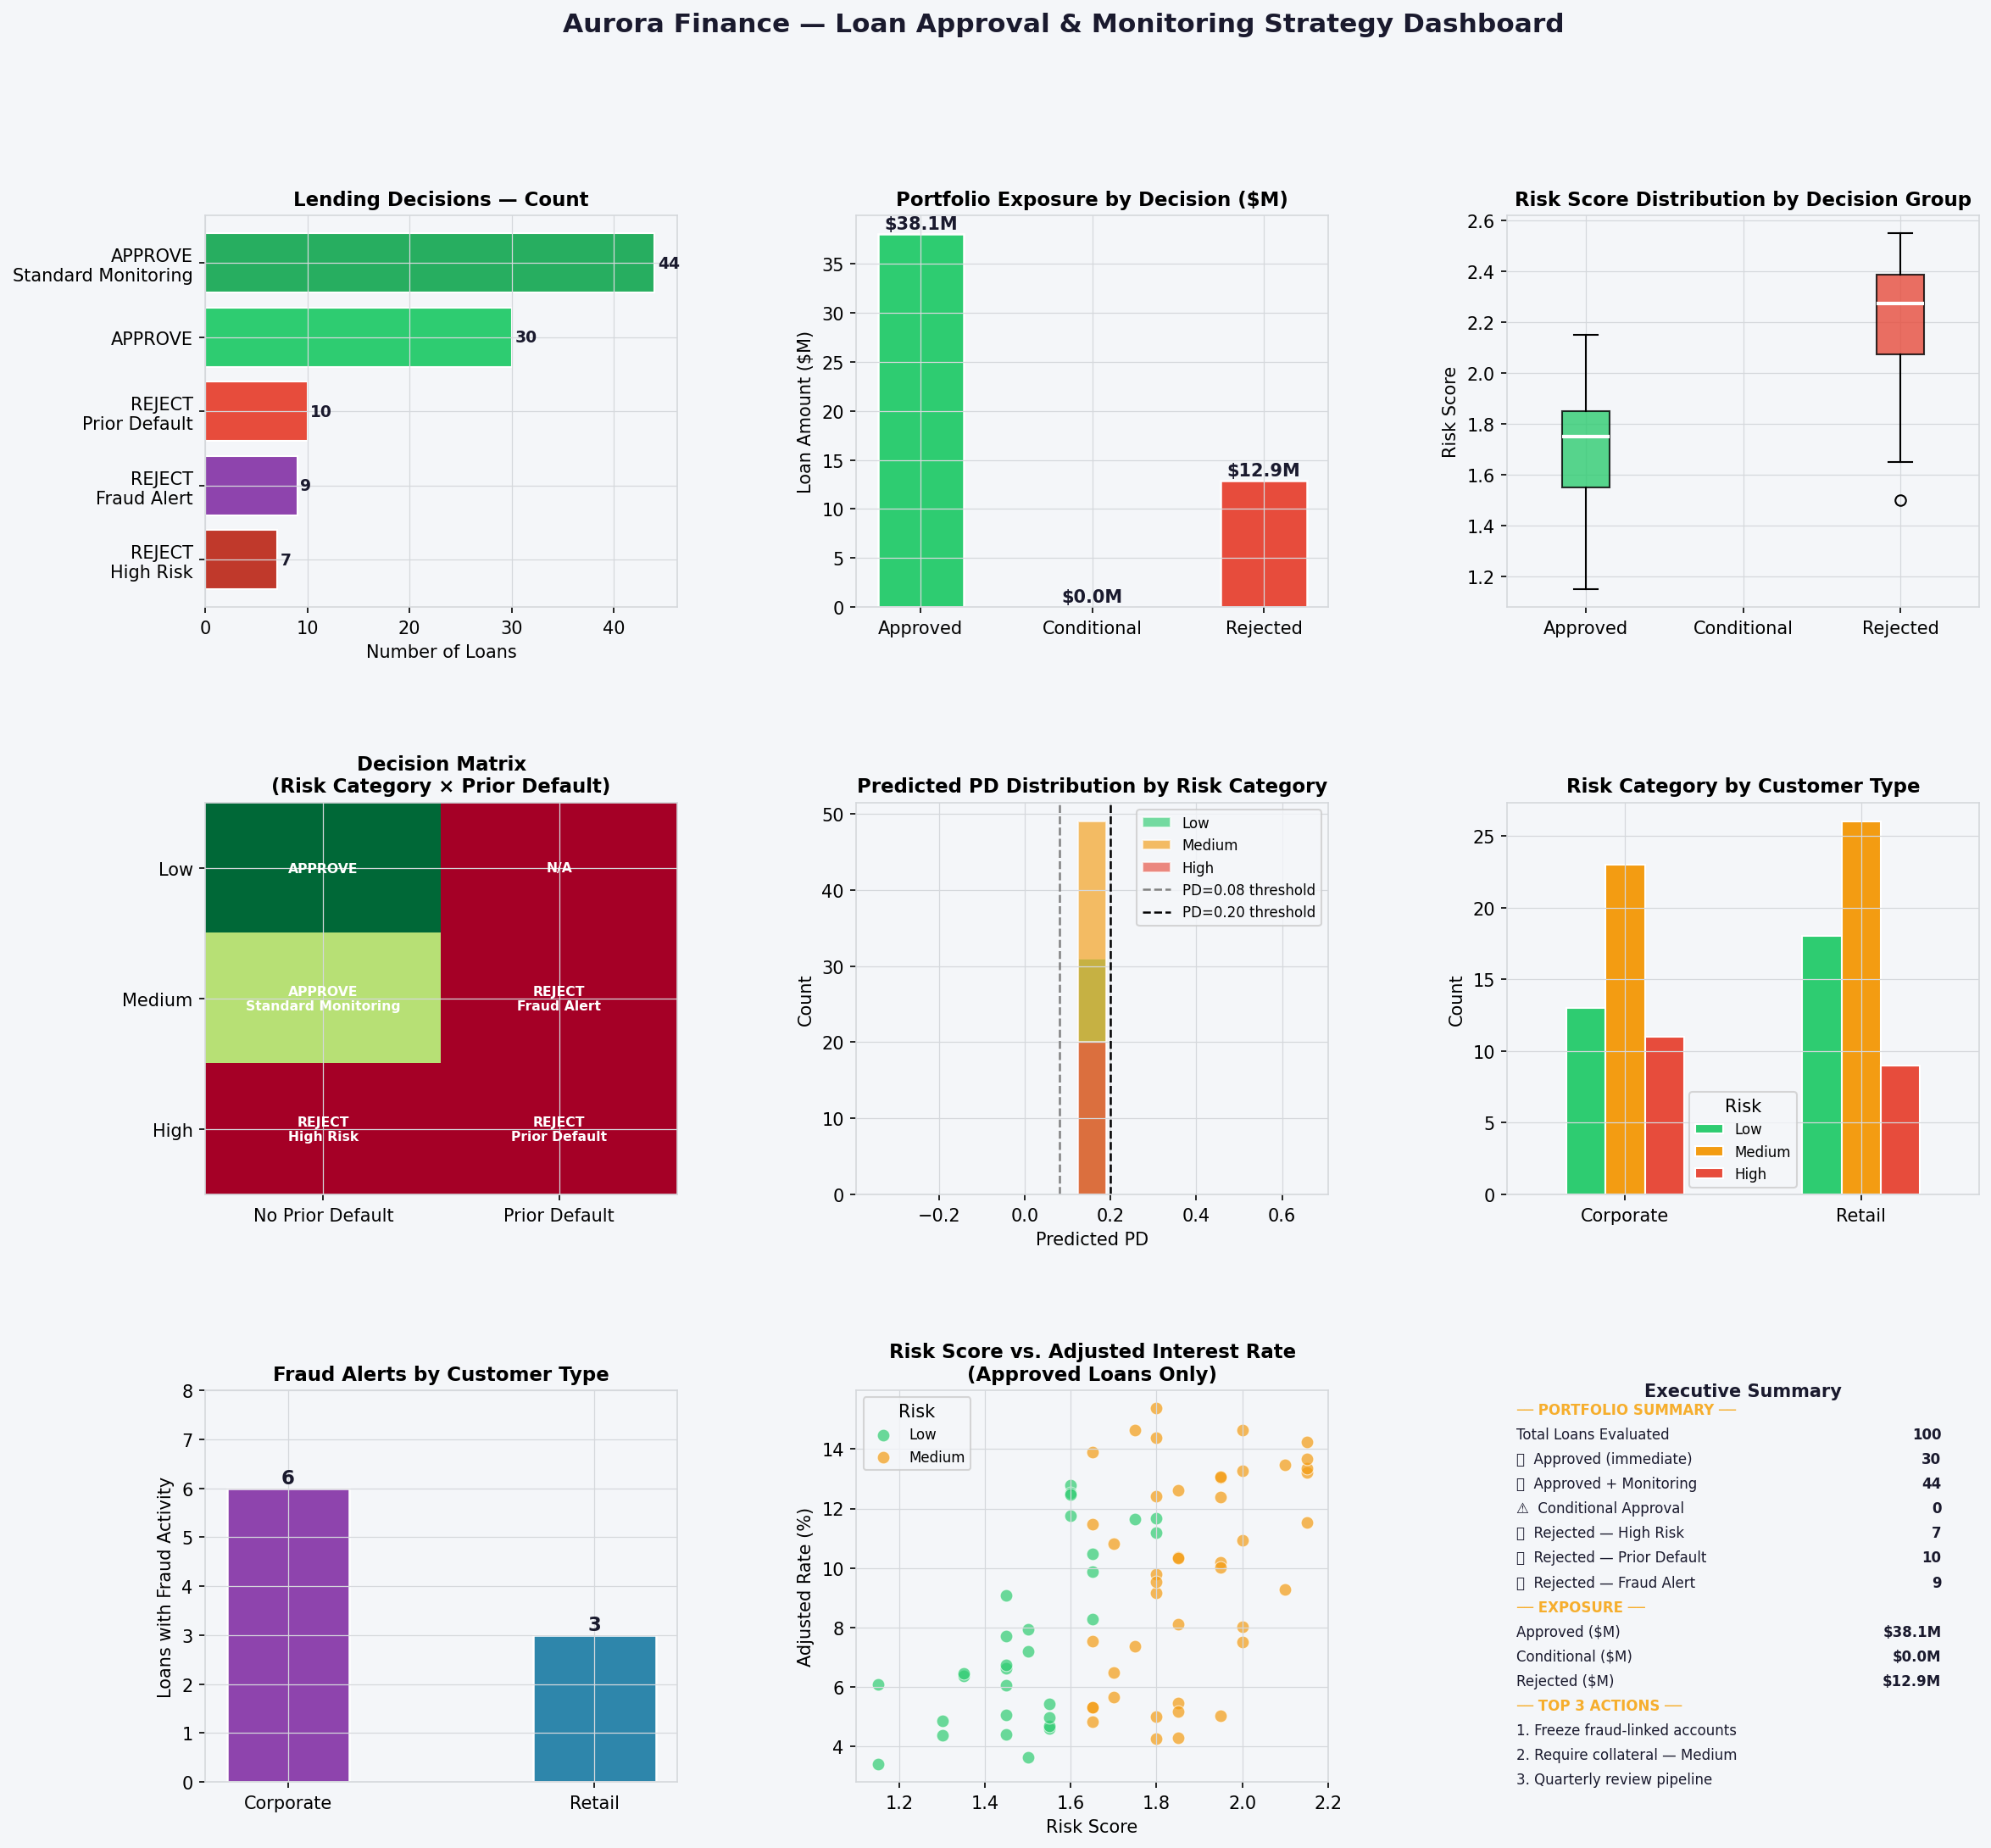 Aurora Finance — Loan Approval & Monitoring Strategy Dashboard
Lending Decisions — Count
APPROVE
Standard Monitoring
APPROVE
REJECT
Prior Default
REJECT
Fraud Alert
REJECT
High Risk
44
30
10
9
7
0 10 20 30 40
Number of Loans
Portfolio Exposure by Decision ($M)
Loan Amount ($M)
35
30
25
20
15
10
5
0
$38.1M
$0.0M
$12.9M
Approved Conditional Rejected
Risk Score Distribution by Decision Group
Risk Score
2.6
2.4
2.2
2.0
1.8
1.6
1.4
1.2
Approved Conditional Rejected
Decision Matrix
(Risk Category × Prior Default)
Low
Medium
High
APPROVE
N/A
APPROVE
Standard Monitoring
REJECT
Fraud Alert
REJECT
High Risk
REJECT
Prior Default
No Prior Default Prior Default
Predicted PD Distribution by Risk Category
Count
50
40
30
20
10
0
Low
Medium
High
PD=0.08 threshold
PD=0.20 threshold
−0.2 0.0 0.2 0.4 0.6
Predicted PD
Risk Category by Customer Type
Count
25
20
15
10
5
0
Risk
Low
Medium
High
Corporate Retail
Fraud Alerts by Customer Type
Loans with Fraud Activity
8
7
6
5
4
3
2
1
0
6
3
Corporate Retail
Risk Score vs. Adjusted Interest Rate
(Approved Loans Only)
Adjusted Rate (%)
14
12
10
8
6
4
Risk
Low
Medium
1.2 1.4 1.6 1.8 2.0 2.2
Risk Score
Executive Summary
── PORTFOLIO SUMMARY ──
Total Loans Evaluated 100
Approved (immediate) 30
Approved + Monitoring 44
⚠ Conditional Approval 0
Rejected — High Risk 7
Rejected — Prior Default 10
Rejected — Fraud Alert 9
── EXPOSURE ──
Approved ($M) $38.1M
Conditional ($M) $0.0M
Rejected ($M) $12.9M
── TOP 3 ACTIONS ──
1. Freeze fraud-linked accounts
2. Require collateral — Medium
3. Quarterly review pipeline